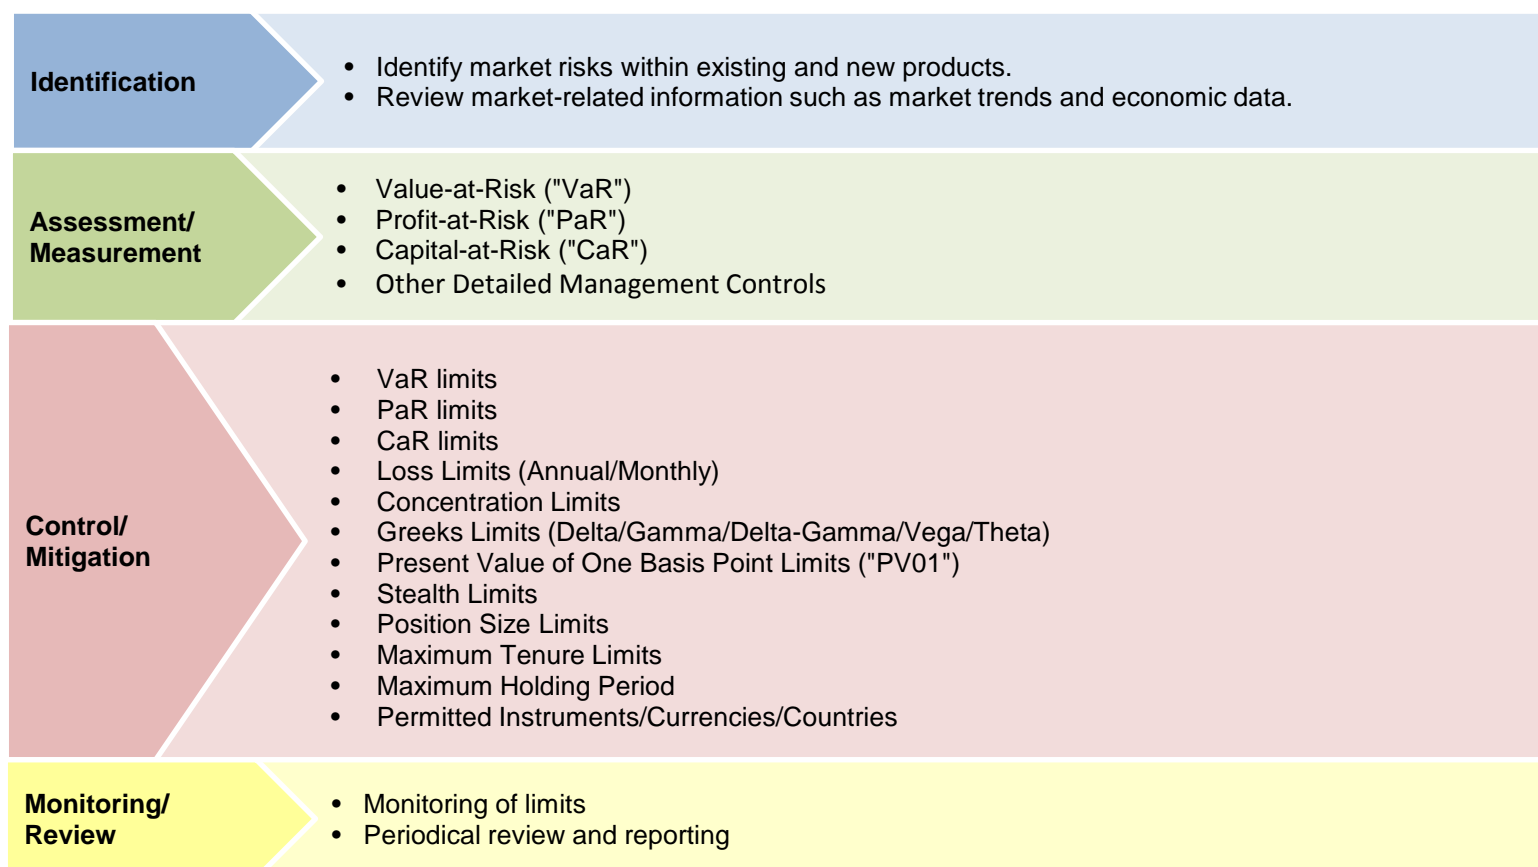 Identification
• Identify market risks within existing and new products.
• Review market-related information such as market trends and economic data.
Assessment/
Measurement
• Value-at-Risk ("VaR")
• Profit-at-Risk ("PaR")
• Capital-at-Risk ("CaR")
• Other Detailed Management Controls
Control/
Mitigation
• VaR limits
• PaR limits
• CaR limits
• Loss Limits (Annual/Monthly)
• Concentration Limits
• Greeks Limits (Delta/Gamma/Delta-Gamma/Vega/Theta)
• Present Value of One Basis Point Limits ("PV01")
• Stealth Limits
• Position Size Limits
• Maximum Tenure Limits
• Maximum Holding Period
• Permitted Instruments/Currencies/Countries
Monitoring/
Review
• Monitoring of limits
• Periodical review and reporting